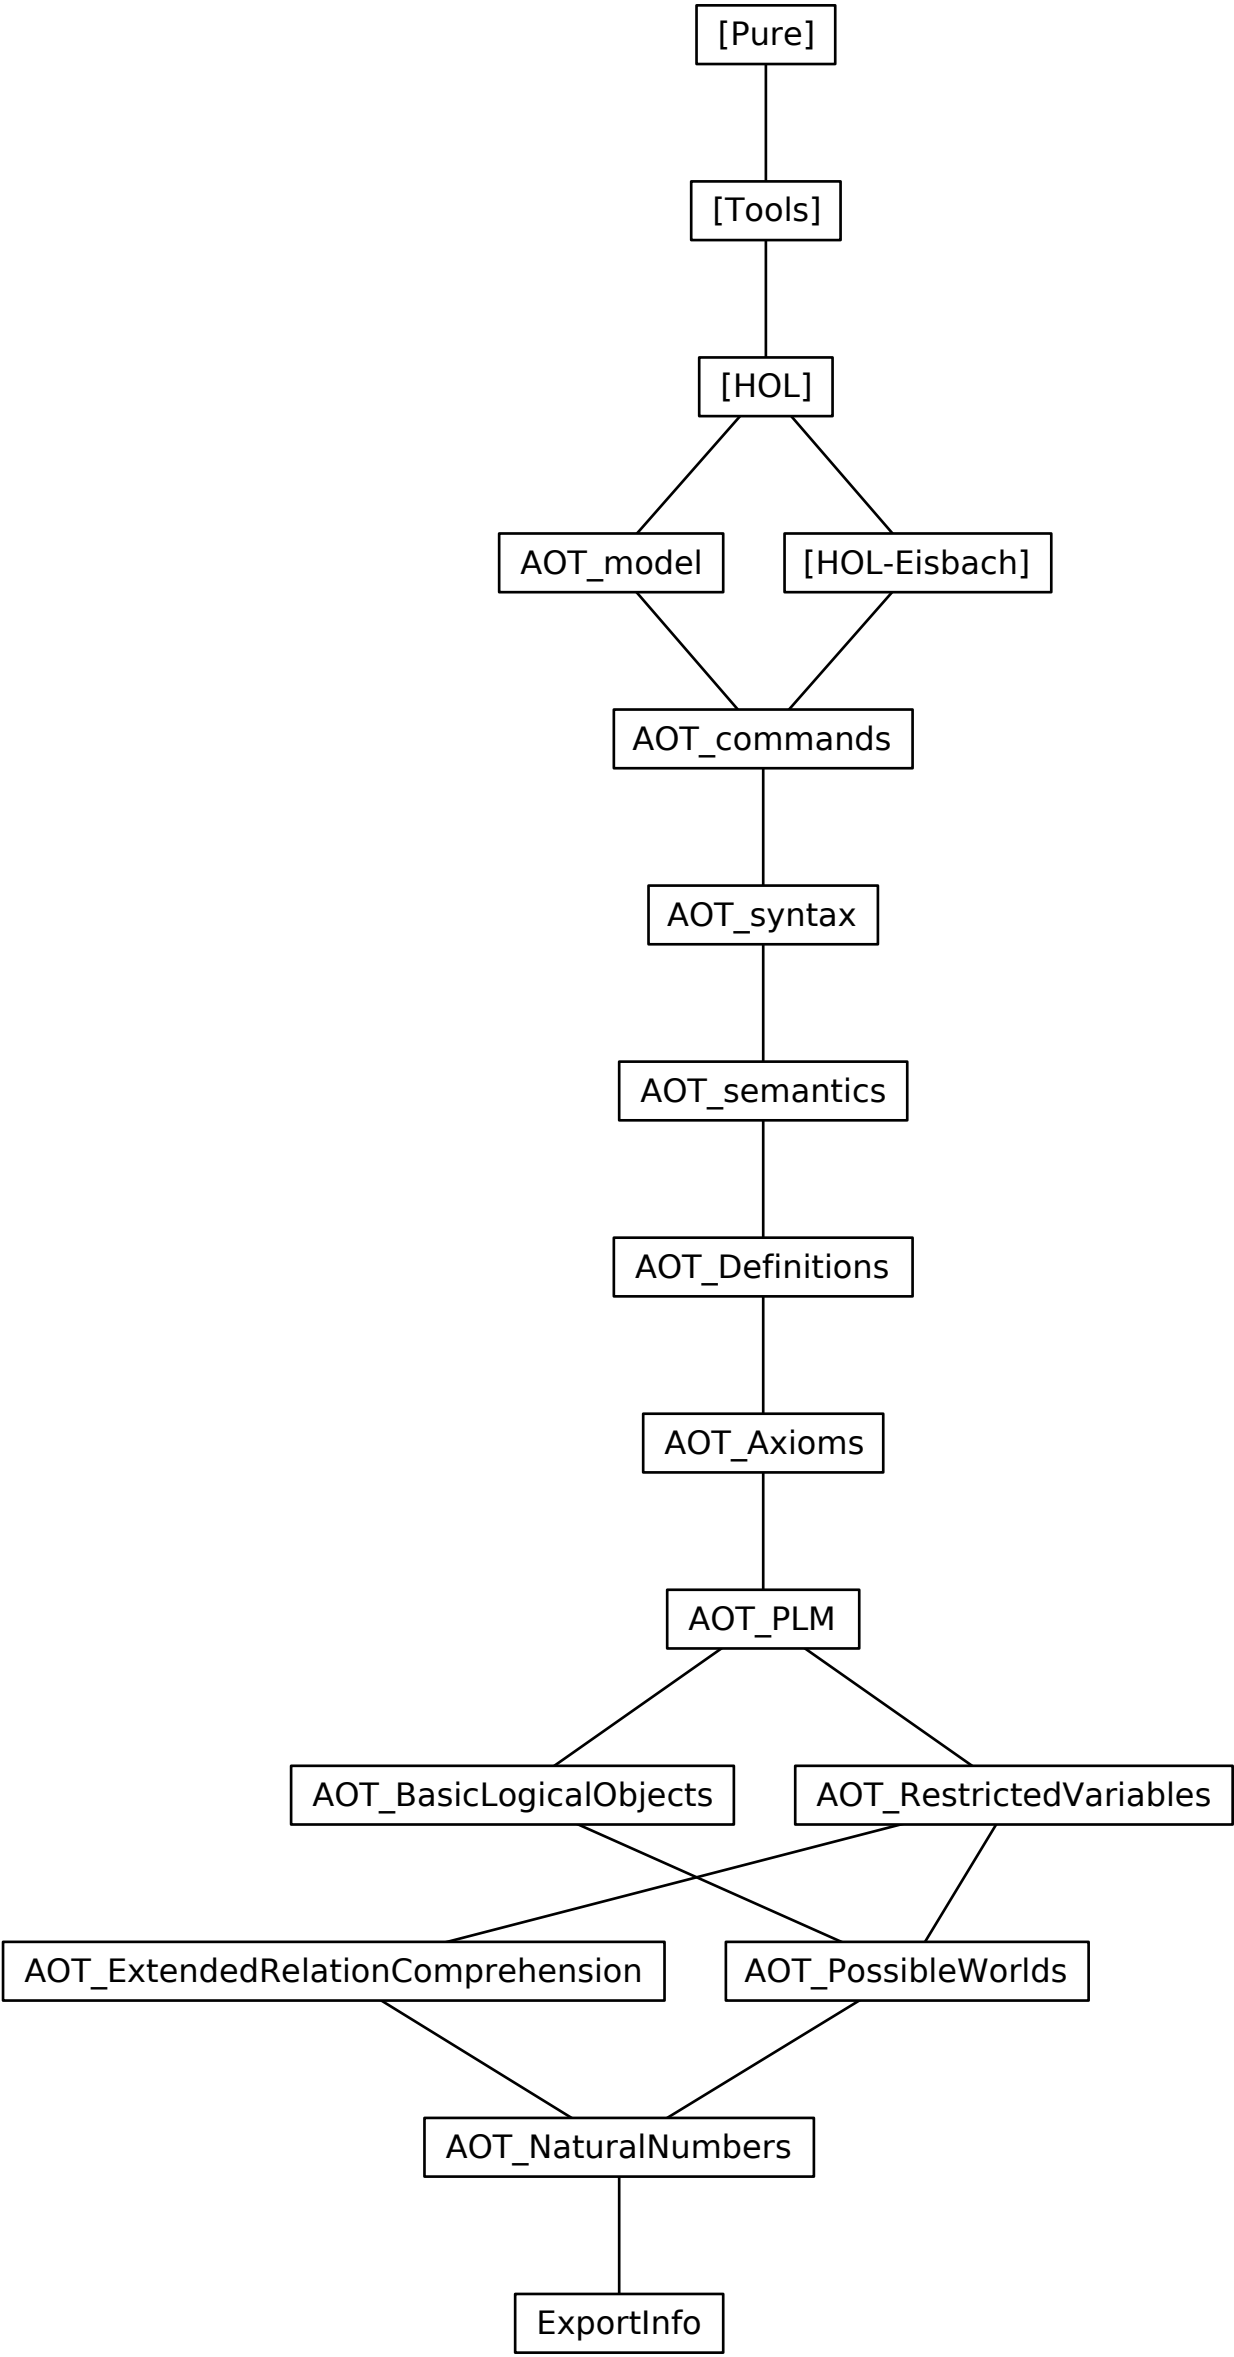 [Pure]
[Tools]
[HOL]
AOT_model
[HOL-Eisbach]
AOT_commands
AOT_syntax
AOT_semantics
AOT_Definitions
AOT_Axioms
AOT_PLM
AOT_BasicLogicalObjects
AOT_RestrictedVariables
AOT_ExtendedRelationComprehension
AOT_PossibleWorlds
AOT_NaturalNumbers
ExportInfo